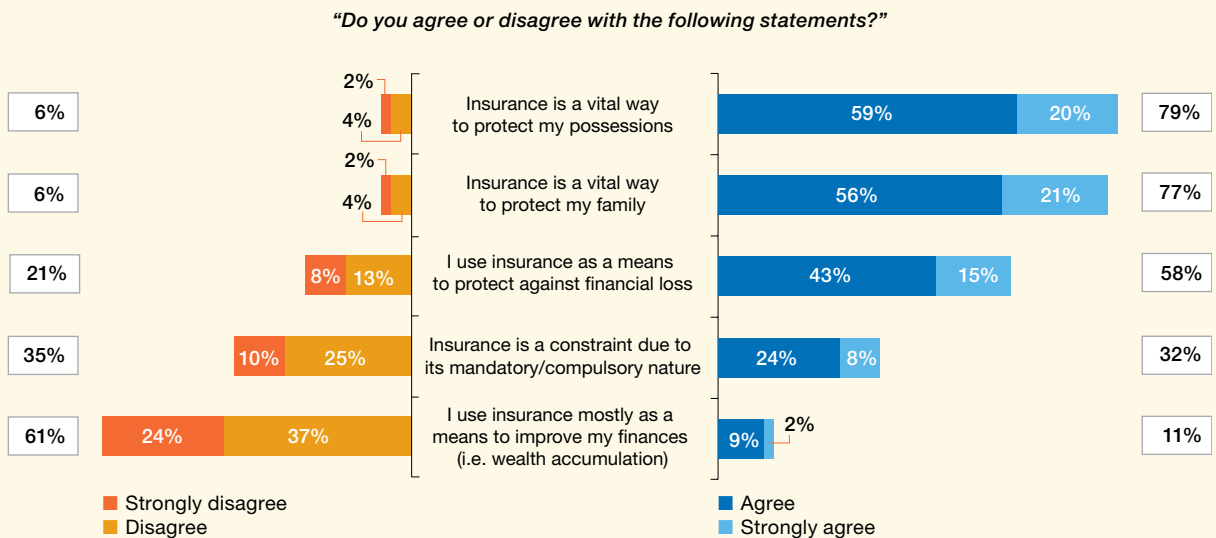 “Do you agree or disagree with the following statements?”
6%
2%
4%
Insurance is a vital way
to protect my possessions
59%
20%
79%
6%
2%
4%
Insurance is a vital way
to protect my family
56%
21%
77%
21%
8%
13%
I use insurance as a means
to protect against financial loss
43%
15%
58%
35%
10%
25%
Insurance is a constraint due to
its mandatory/compulsory nature
24%
8%
32%
61%
24%
37%
I use insurance mostly as a
means to improve my finances
(i.e. wealth accumulation)
9%
2%
11%
Strongly disagree
Disagree
Agree
Strongly agree